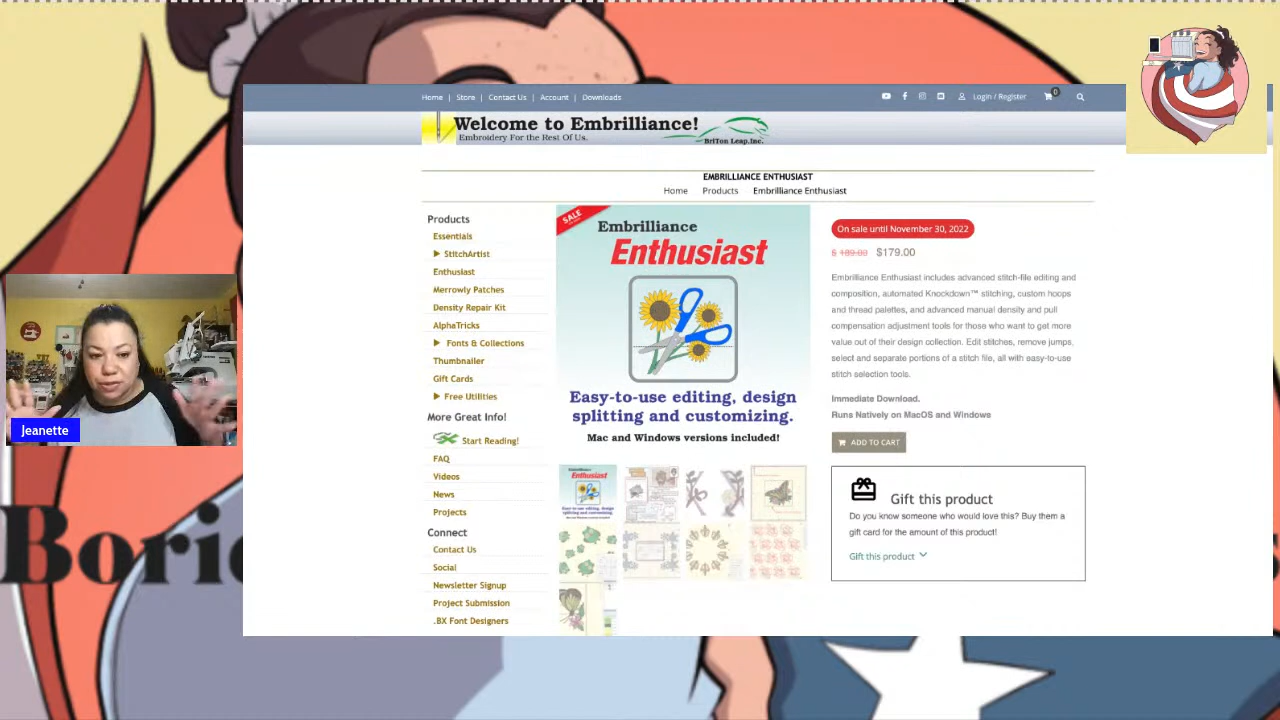 Home | Store | Contact Us | Account | Downloads
Login / Register
0
Welcome to Embrilliance!
Embroidery For the Rest Of Us.
BriTon Leap,Inc.
EMBRILLIANCE ENTHUSIAST
Home Products Embrilliance Enthusiast
Products
Essentials
StitchArtist
Enthusiast
Merrowly Patches
Density Repair Kit
AlphaTricks
Fonts & Collections
Thumbnailer
Gift Cards
Free Utilities
More Great Info!
Start Reading!
FAQ
Videos
News
Projects
Connect
Contact Us
Social
Newsletter Signup
Project Submission
.BX Font Designers
SALE
Embrilliance
Enthusiast
Easy-to-use editing, design
splitting and customizing.
Mac and Windows versions included!
Enthusiast
On sale until November 30, 2022
$ 189.00 $179.00
Embrilliance Enthusiast includes advanced stitch-file editing and
composition, automated Knockdown™ stitching, custom hoops
and thread palettes, and advanced manual density and pull
compensation adjustment tools for those who want to get more
value out of their design collection. Edit stitches, remove jumps,
select and separate portions of a stitch file, all with easy-to-use
stitch selection tools.
Immediate Download.
Runs Natively on MacOS and Windows
ADD TO CART
Gift this product
Do you know someone who would love this? Buy them a
gift card for the amount of this product!
Gift this product
Jeanette
Boric